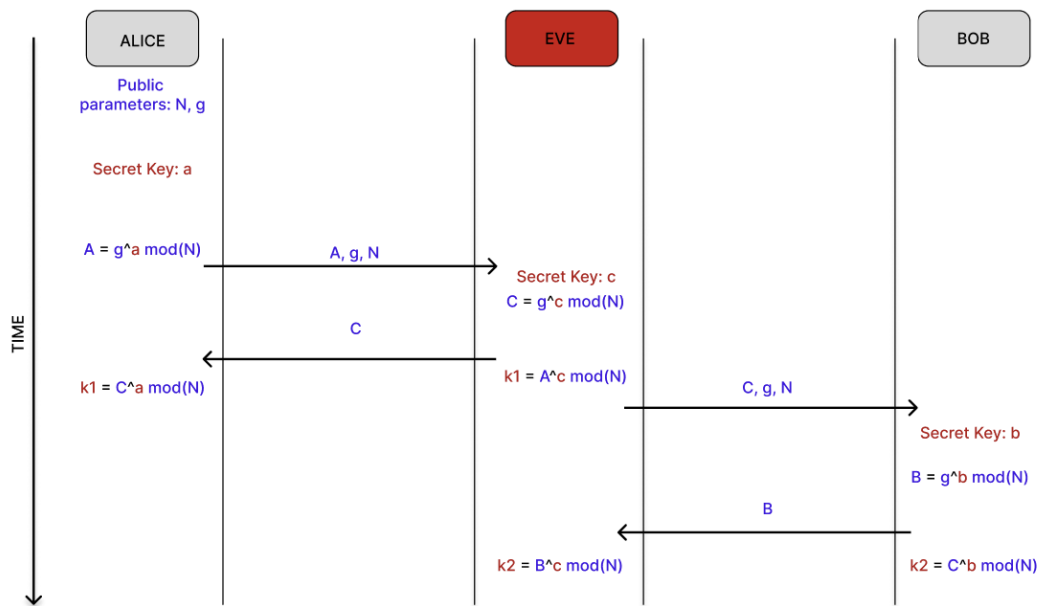 ALICE
EVE
BOB
Public
parameters: N, g
Secret Key: a
A = g^a mod(N)
A, g, N
Secret Key: c
C = g^c mod(N)
TIME
C
k1 = C^a mod(N)
k1 = A^c mod(N)
C, g, N
Secret Key: b
B = g^b mod(N)
B
k2 = B^c mod(N)
k2 = C^b mod(N)